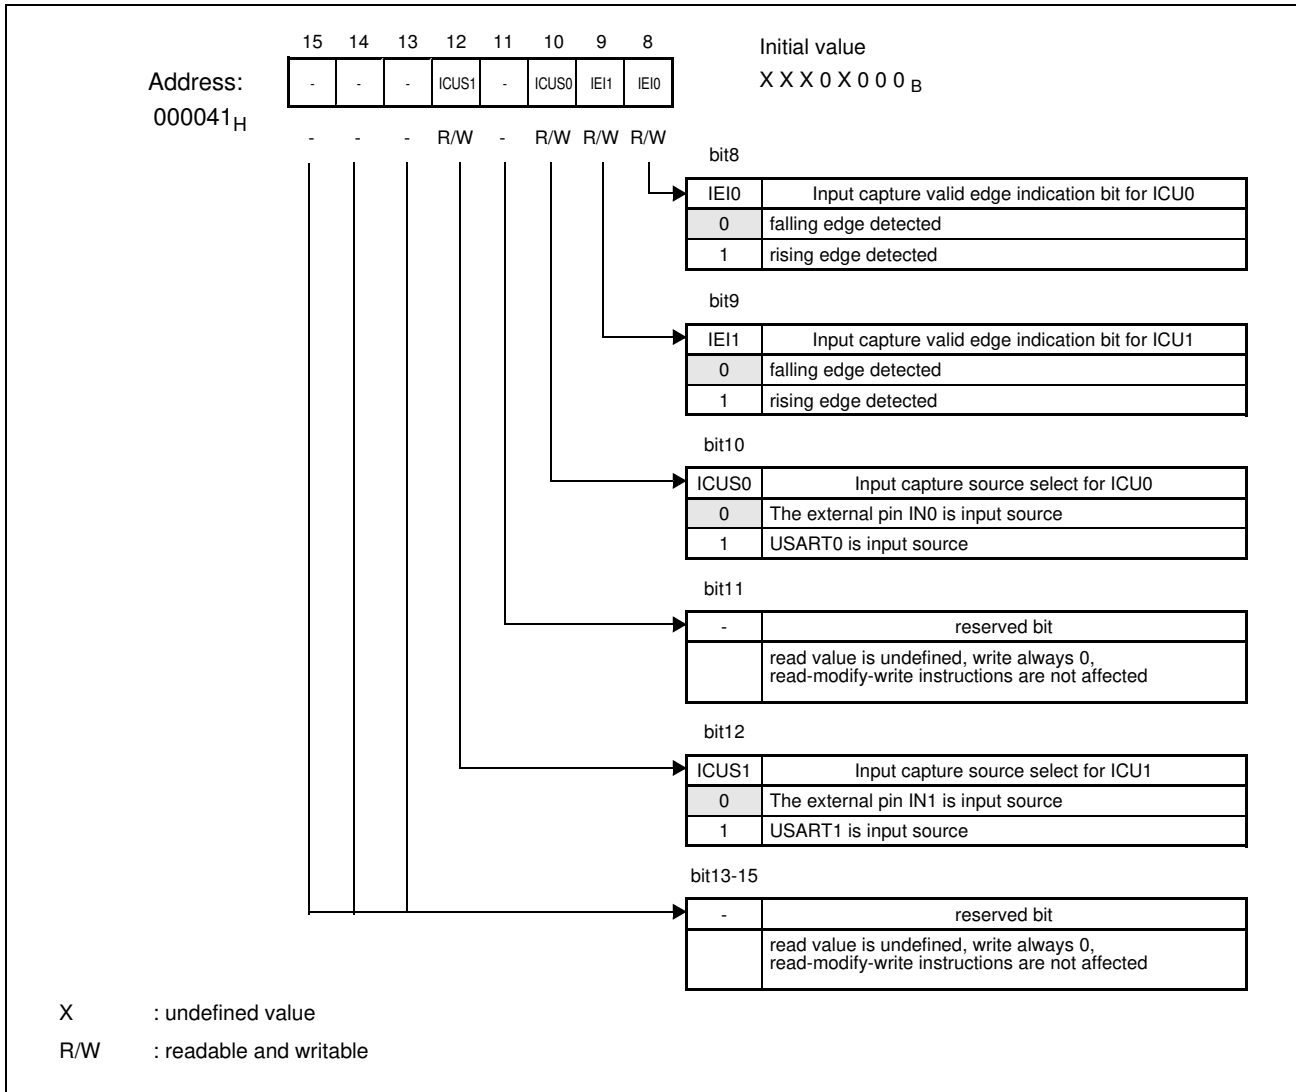 15 14 13 12 11 10 9 8
Initial value
Address:
- - - ICUS1 - ICUS0 IEI1 IEI0
X X X 0 X 0 0 0 B
000041H
- - - R/W - R/W R/W R/W
bit8
IEI0 Input capture valid edge indication bit for ICU0
0 falling edge detected
1 rising edge detected
bit9
IEI1 Input capture valid edge indication bit for ICU1
0 falling edge detected
1 rising edge detected
bit10
ICUS0 Input capture source select for ICU0
0 The external pin IN0 is input source
1 USART0 is input source
bit11
- reserved bit
read value is undefined, write always 0,
read-modify-write instructions are not affected
bit12
ICUS1 Input capture source select for ICU1
0 The external pin IN1 is input source
1 USART1 is input source
bit13-15
- reserved bit
read value is undefined, write always 0,
read-modify-write instructions are not affected
X : undefined value
R/W : readable and writable